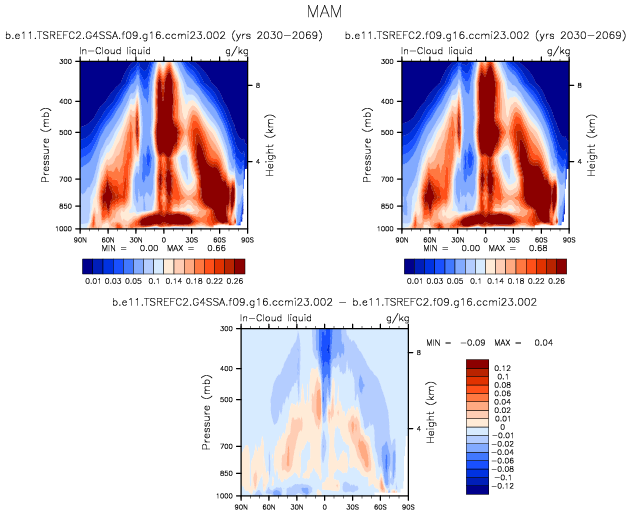 MAM
b.e11.TSREFC2.G4SSA.f09.g16.ccmi23.002 (yrs 2030-2069)
In-Cloud liquid g/kg
300
400
500
700
850
1000
Pressure (mb)
8
4
Height (km)
90N 60N 30N 0 30S 60S 90S
MIN = 0.00 MAX = 0.66
0.01 0.03 0.05 0.1 0.14 0.18 0.22 0.26
b.e11.TSREFC2.f09.g16.ccmi23.002 (yrs 2030-2069)
In-Cloud liquid g/kg
300
400
500
700
850
1000
Pressure (mb)
8
4
Height (km)
90N 60N 30N 0 30S 60S 90S
MIN = 0.00 MAX = 0.68
0.01 0.03 0.05 0.1 0.14 0.18 0.22 0.26
b.e11.TSREFC2.G4SSA.f09.g16.ccmi23.002 - b.e11.TSREFC2.f09.g16.ccmi23.002
In-Cloud liquid g/kg
300
400
500
700
850
1000
Pressure (mb)
8
4
Height (km)
90N 60N 30N 0 30S 60S 90S
MIN = -0.09 MAX = 0.04
0.12
0.1
0.08
0.06
0.04
0.02
0.01
0
-0.01
-0.02
-0.04
-0.06
-0.08
-0.1
-0.12